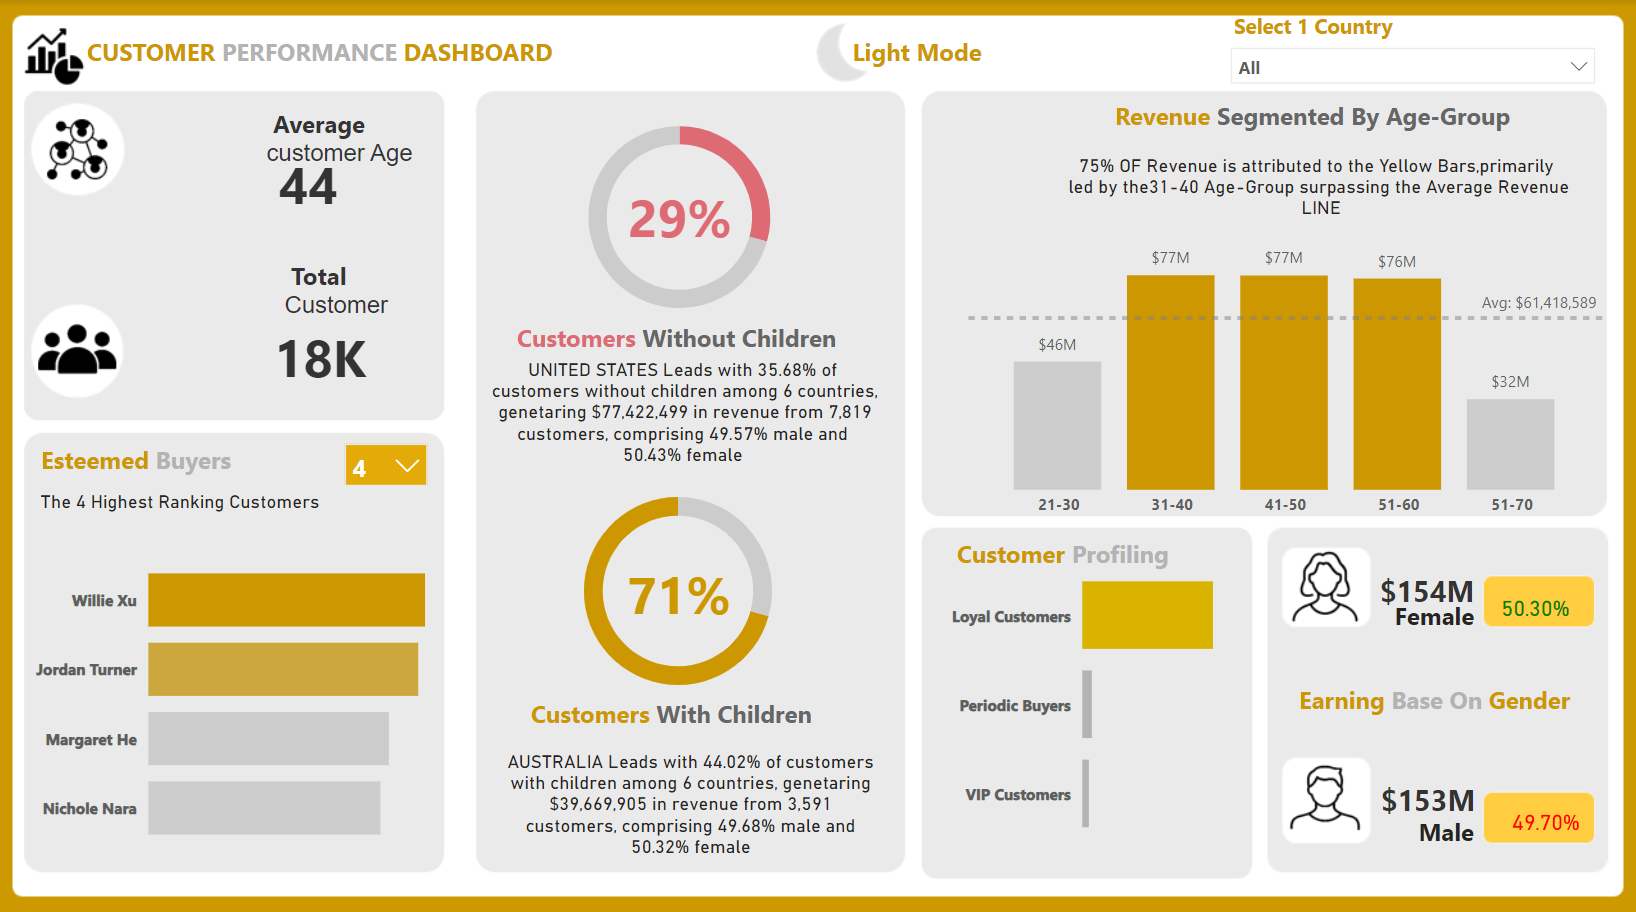 CUSTOMER PERFORMANCE DASHBOARD
Light Mode
Select 1 Country
All
Average
customer Age
44
Total
Customer
18K
Esteemed Buyers
4
The 4 Highest Ranking Customers
Willie Xu
Jordan Turner
Margaret He
Nichole Nara
29%
Customers Without Children
UNITED STATES Leads with 35.68% of
customers without children among 6 countries,
genetaring $77,422,499 in revenue from 7,819
customers, comprising 49.57% male and
50.43% female
71%
Customers With Children
AUSTRALIA Leads with 44.02% of customers
with children among 6 countries, genetaring
$39,669,905 in revenue from 3,591
customers, comprising 49.68% male and
50.32% female
Revenue Segmented By Age-Group
75% OF Revenue is attributed to the Yellow Bars,primarily
led by the31-40 Age-Group surpassing the Average Revenue
LINE
$46M
$77M
$77M
$76M
$32M
Avg: $61,418,589
21-30
31-40
41-50
51-60
51-70
Customer Profiling
Loyal Customers
Periodic Buyers
VIP Customers
$154M
Female
50.30%
Earning Base On Gender
$153M
Male
49.70%